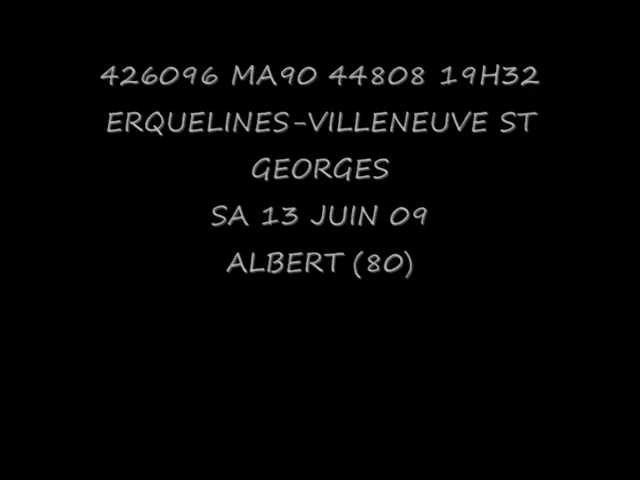 426096 MA90 44808 19H32
ERQUELINES-VILLENEUVE ST
GEORGES
SA 13 JUIN 09
ALBERT (80)